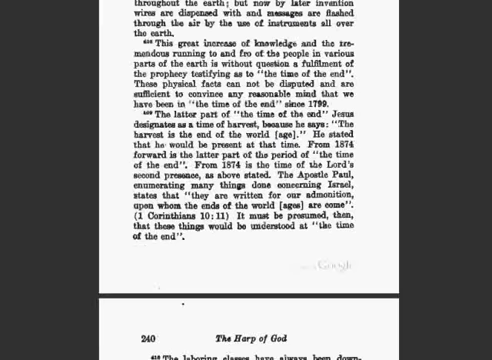 throughout the earth; but now by later invention
wires are dispensed with and messages are flashed
through the air by the use of instruments all over
the earth.
⁴⁰⁸ This great increase of knowledge and the tre-
mendous running to and fro of the people in various
parts of the earth is without question a fulfilment of
the prophecy testifying as to "the time of the end".
These physical facts can not be disputed and are
sufficient to convince any reasonable mind that we
have been in "the time of the end" since 1799.
⁴⁰⁹ The latter part of "the time of the end" Jesus
designates as a time of harvest, because he says: "The
harvest is the end of the world [age]." He stated
that he would be present at that time. From 1874
forward is the latter part of the period of "the time
of the end". From 1874 is the time of the Lord's
second presence, as above stated. The Apostle Paul,
enumerating many things done concerning Israel,
states that "they are written for our admonition,
upon whom the ends of the world [ages] are come".
(1 Corinthians 10:11) It must be presumed, then,
that these things would be understood at "the time
of the end".
Google
240 The Harp of God
⁴¹⁰ The laboring classes have always been down-